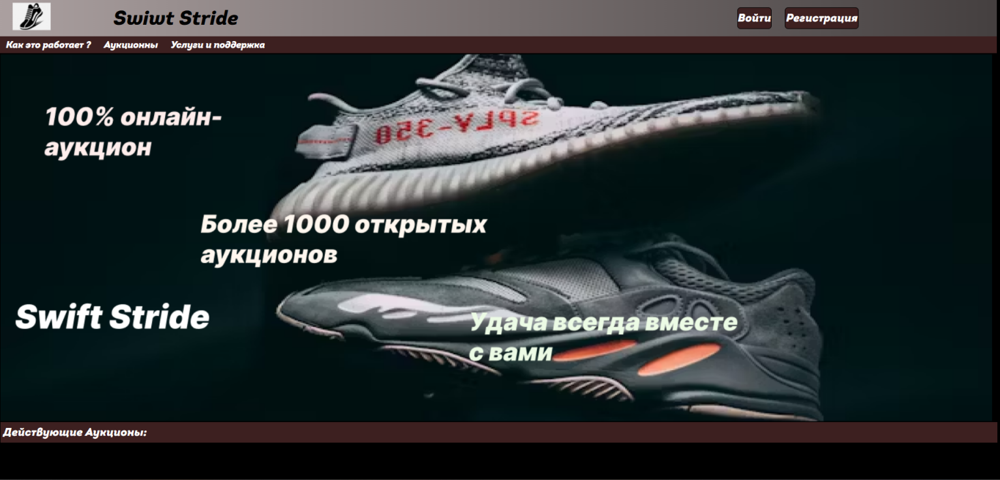 Swiwt Stride
Войти Регистрация
Как это работает ? Аукционны Услуги и поддержка
100% онлайн-
аукцион
SPLY-350
Более 1000 открытых
аукционов
Swift Stride
Удача всегда вместе
с вами
Действующие Аукционы: